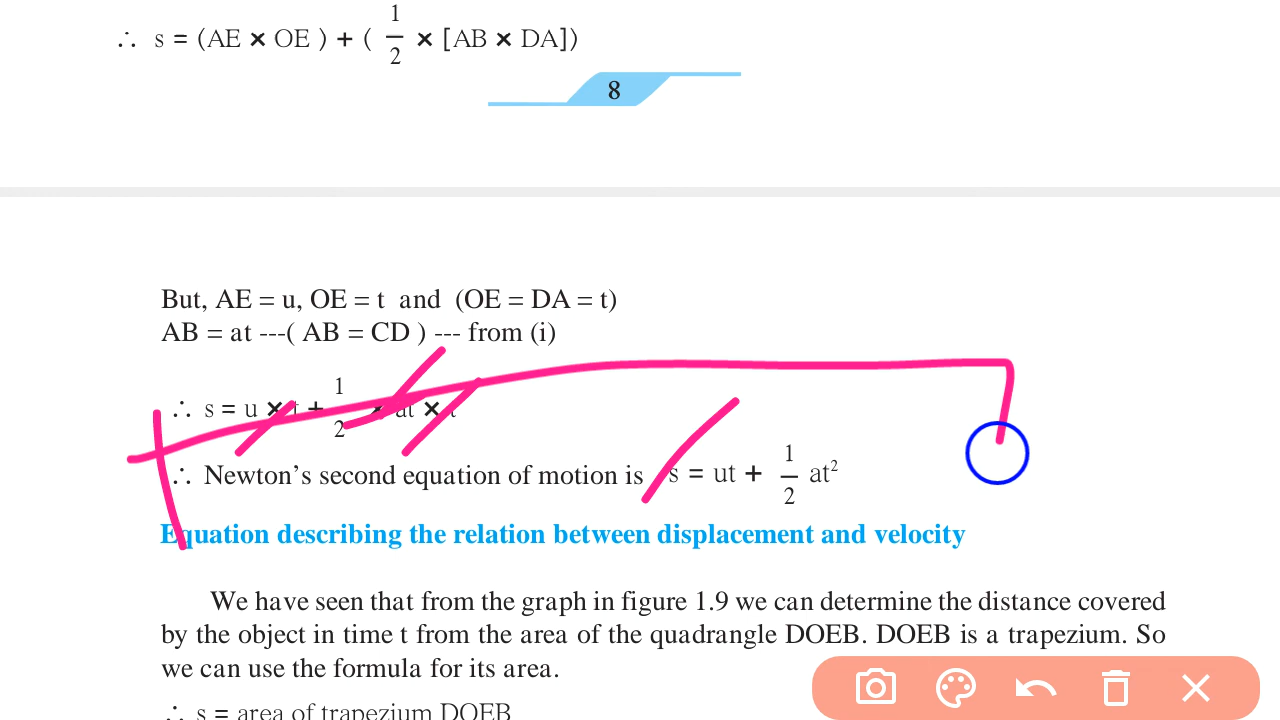 ∴ s = (AE × OE ) + ( 1/2 × [AB × DA])
8
But, AE = u, OE = t and (OE = DA = t)
AB = at ---( AB = CD ) --- from (i)
∴ s = u × t + 1/2 × at × t
∴ Newton’s second equation of motion is s = ut + 1/2 at²
Equation describing the relation between displacement and velocity
We have seen that from the graph in figure 1.9 we can determine the distance covered
by the object in time t from the area of the quadrangle DOEB. DOEB is a trapezium. So
we can use the formula for its area.
∴ s = area of trapezium DOEB